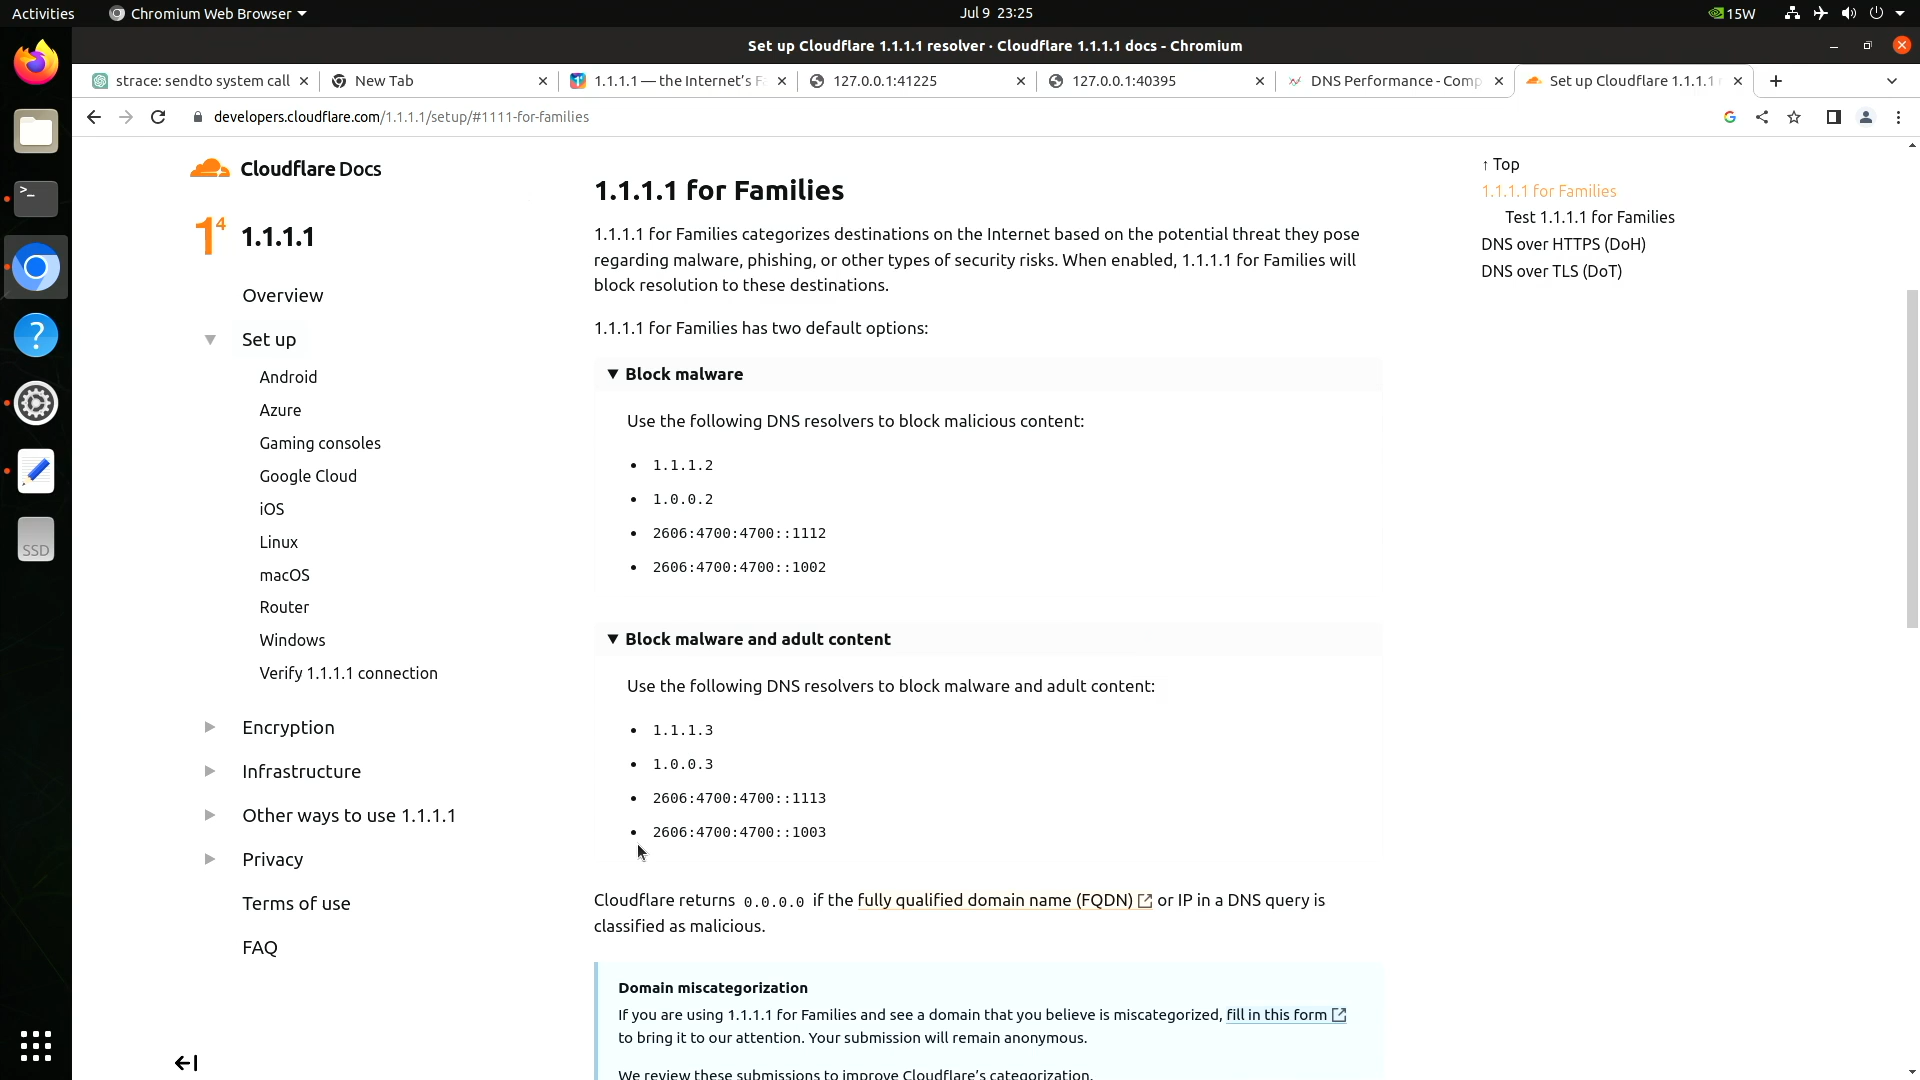 Activities
Chromium Web Browser
Jul 9 23:25
15W
Set up Cloudflare 1.1.1.1 resolver · Cloudflare 1.1.1.1 docs - Chromium
strace: sendto system call
New Tab
1.1.1.1 — the Internet's Fa
127.0.0.1:41225
127.0.0.1:40395
DNS Performance - Comp
Set up Cloudflare 1.1.1.1 r
developers.cloudflare.com/1.1.1.1/setup/#1111-for-families
Cloudflare Docs
1.1.1.1
Overview
Set up
Android
Azure
Gaming consoles
Google Cloud
iOS
Linux
macOS
Router
Windows
Verify 1.1.1.1 connection
Encryption
Infrastructure
Other ways to use 1.1.1.1
Privacy
Terms of use
FAQ
SSD
1.1.1.1 for Families
1.1.1.1 for Families categorizes destinations on the Internet based on the potential threat they pose
regarding malware, phishing, or other types of security risks. When enabled, 1.1.1.1 for Families will
block resolution to these destinations.
1.1.1.1 for Families has two default options:
▼ Block malware
Use the following DNS resolvers to block malicious content:
• 1.1.1.2
• 1.0.0.2
• 2606:4700:4700::1112
• 2606:4700:4700::1002
▼ Block malware and adult content
Use the following DNS resolvers to block malware and adult content:
• 1.1.1.3
• 1.0.0.3
• 2606:4700:4700::1113
• 2606:4700:4700::1003
Cloudflare returns 0.0.0.0 if the fully qualified domain name (FQDN) or IP in a DNS query is
classified as malicious.
Domain miscategorization
If you are using 1.1.1.1 for Families and see a domain that you believe is miscategorized, fill in this form
to bring it to our attention. Your submission will remain anonymous.
We review these submissions to improve Cloudflare's categorization.
↑ Top
1.1.1.1 for Families
Test 1.1.1.1 for Families
DNS over HTTPS (DoH)
DNS over TLS (DoT)